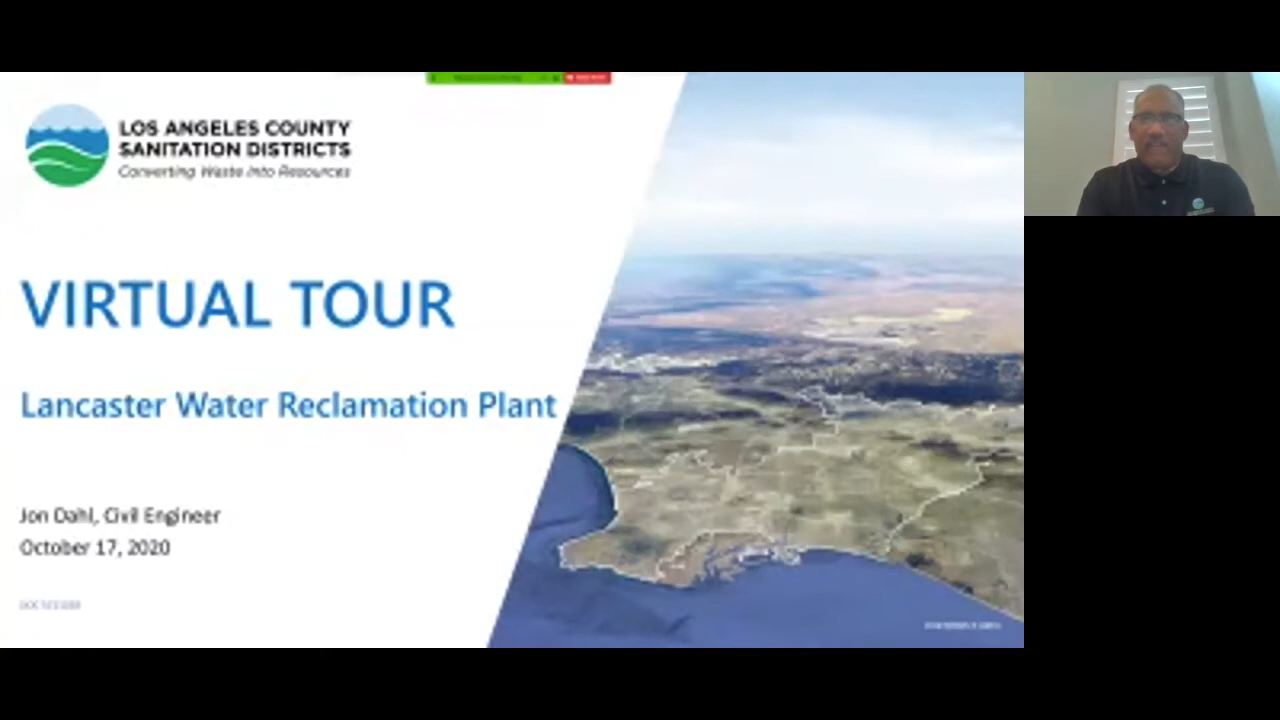 LOS ANGELES COUNTY
SANITATION DISTRICTS
Converting Waste Into Resources
VIRTUAL TOUR
Lancaster Water Reclamation Plant
Jon Dahl, Civil Engineer
October 17, 2020